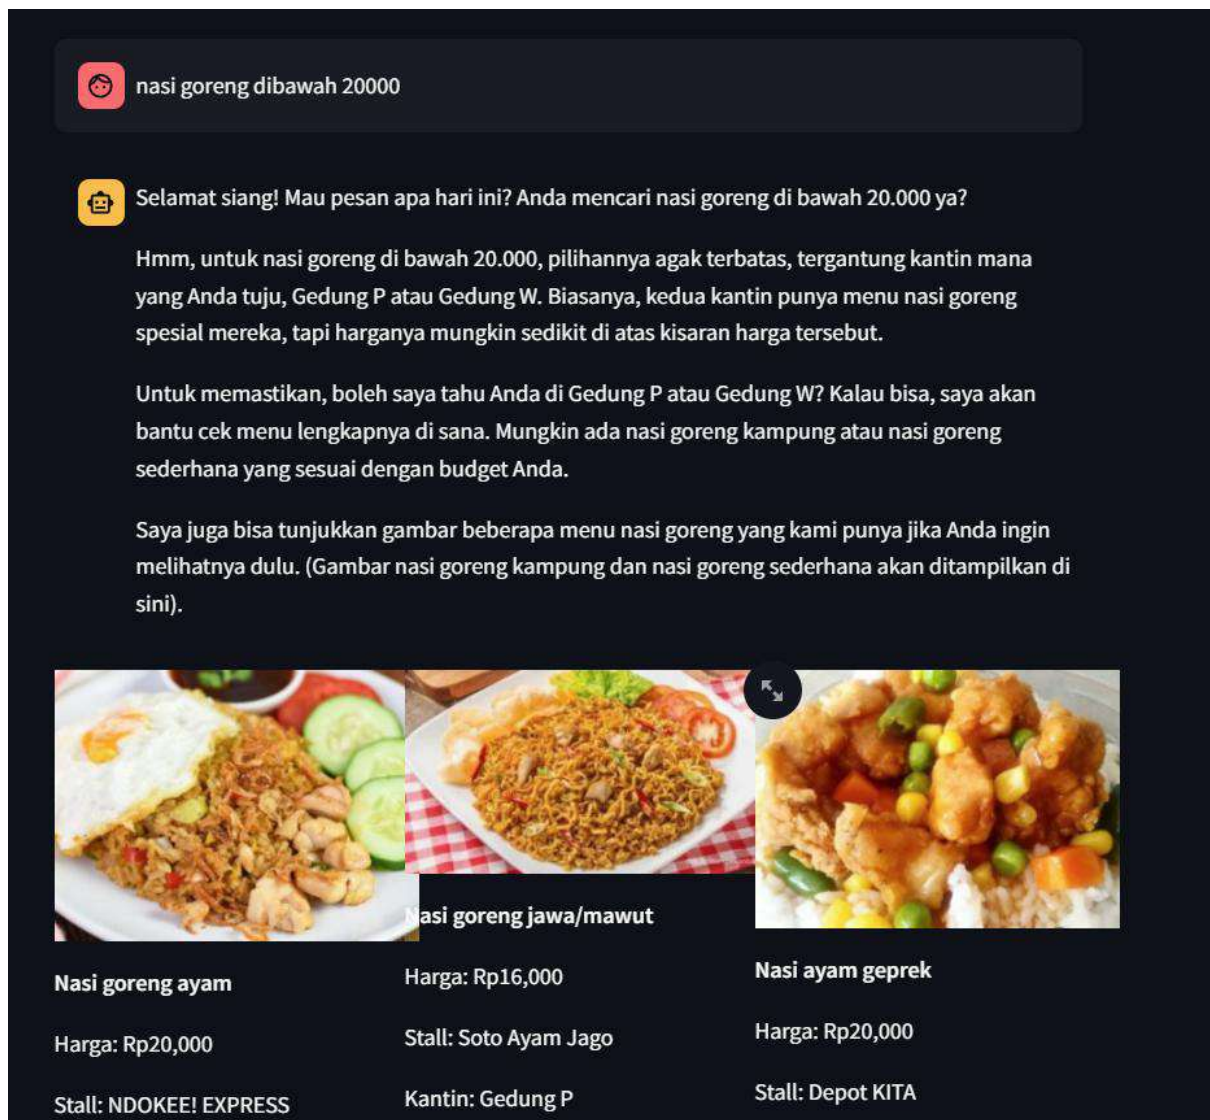 nasi goreng dibawah 20000
Selamat siang! Mau pesan apa hari ini? Anda mencari nasi goreng di bawah 20.000 ya?
Hmm, untuk nasi goreng di bawah 20.000, pilihannya agak terbatas, tergantung kantin mana
yang Anda tuju, Gedung P atau Gedung W. Biasanya, kedua kantin punya menu nasi goreng
spesial mereka, tapi harganya mungkin sedikit di atas kisaran harga tersebut.
Untuk memastikan, boleh saya tahu Anda di Gedung P atau Gedung W? Kalau bisa, saya akan
bantu cek menu lengkapnya di sana. Mungkin ada nasi goreng kampung atau nasi goreng
sederhana yang sesuai dengan budget Anda.
Saya juga bisa tunjukkan gambar beberapa menu nasi goreng yang kami punya jika Anda ingin
melihatnya dulu. (Gambar nasi goreng kampung dan nasi goreng sederhana akan ditampilkan di
sini).
Nasi goreng ayam
Harga: Rp20,000
Stall: NDOKEE! EXPRESS
Nasi goreng jawa/mawut
Harga: Rp16,000
Stall: Soto Ayam Jago
Kantin: Gedung P
Nasi ayam geprek
Harga: Rp20,000
Stall: Depot KITA